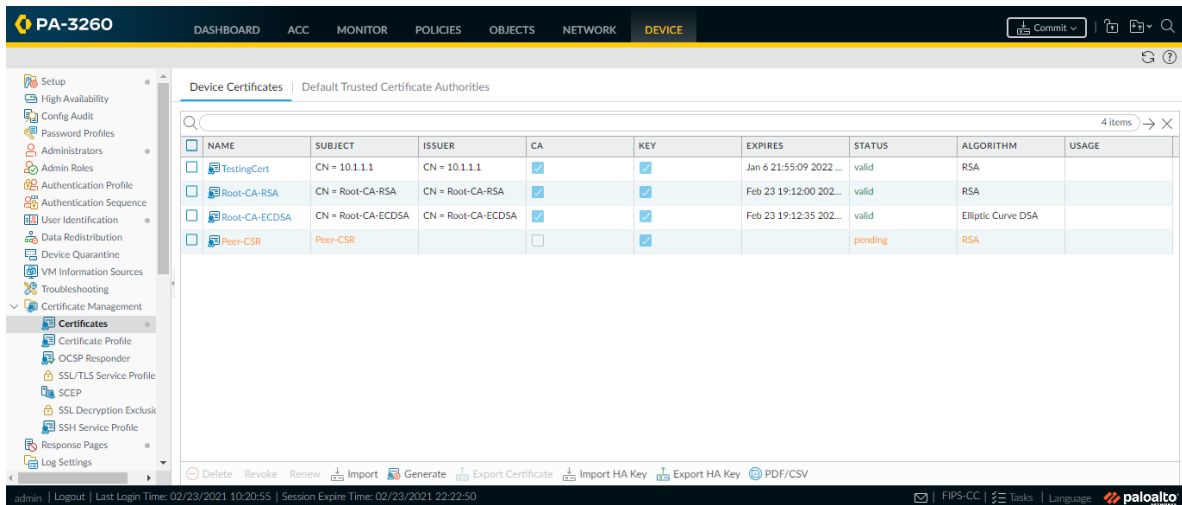 PA-3260
DASHBOARD ACC MONITOR POLICIES OBJECTS NETWORK DEVICE
Commit
Setup
High Availability
Config Audit
Password Profiles
Administrators
Admin Roles
Authentication Profile
Authentication Sequence
User Identification
Data Redistribution
Device Quarantine
VM Information Sources
Troubleshooting
Certificate Management
Certificates
Certificate Profile
OCSP Responder
SSL/TLS Service Profile
SCEP
SSL Decryption Exclusio
SSH Service Profile
Response Pages
Log Settings
Device Certificates | Default Trusted Certificate Authorities
4 items
NAME SUBJECT ISSUER CA KEY EXPIRES STATUS ALGORITHM USAGE
TestingCert CN = 10.1.1.1 CN = 10.1.1.1 Jan 6 21:55:09 2022 ... valid RSA
Root-CA-RSA CN = Root-CA-RSA CN = Root-CA-RSA Feb 23 19:12:00 202... valid RSA
Root-CA-ECDSA CN = Root-CA-ECDSA CN = Root-CA-ECDSA Feb 23 19:12:35 202... valid Elliptic Curve DSA
Peer-CSR Peer-CSR pending RSA
Delete Revoke Renew Import Generate Export Certificate Import HA Key Export HA Key PDF/CSV
admin | Logout | Last Login Time: 02/23/2021 10:20:55 | Session Expire Time: 02/23/2021 22:22:50
| FIPS-CC | Tasks | Language paloalto